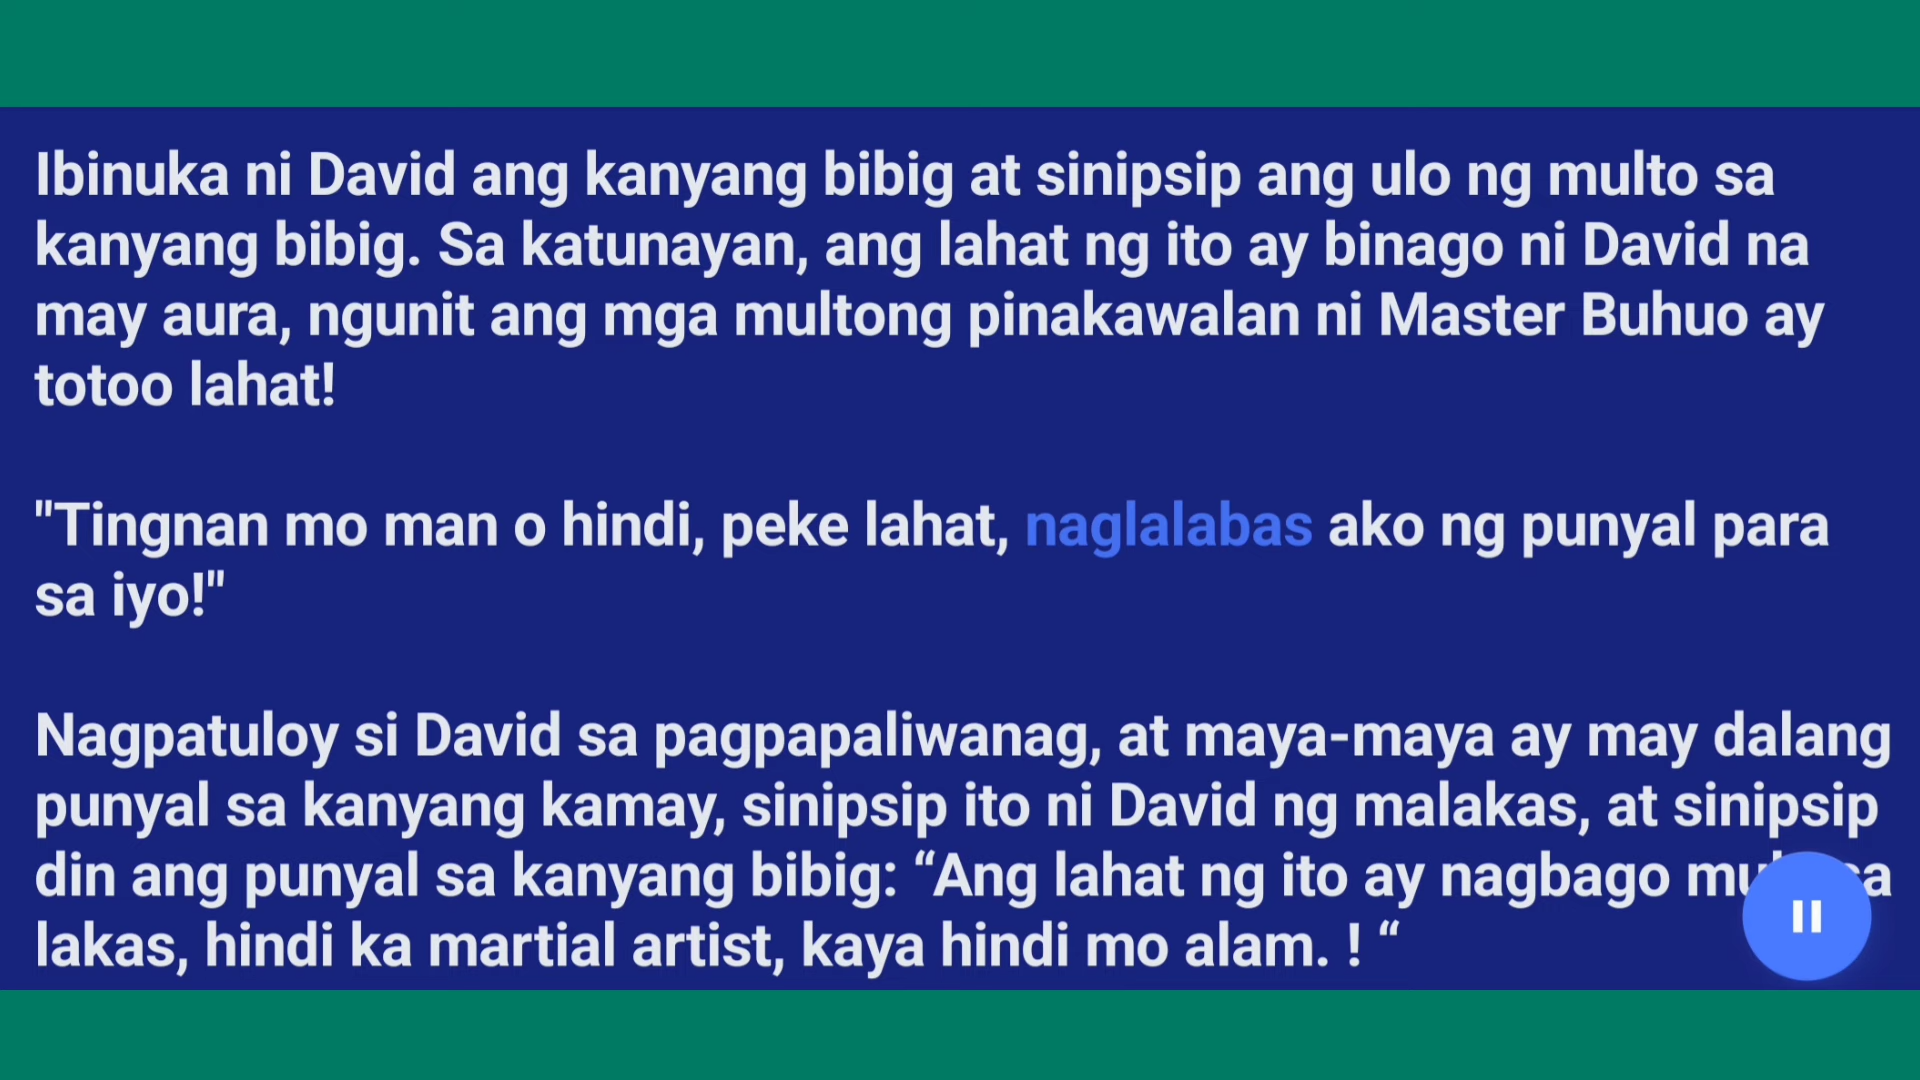 Ibinuka ni David ang kanyang bibig at sinipsip ang ulo ng multo sa
kanyang bibig. Sa katunayan, ang lahat ng ito ay binago ni David na
may aura, ngunit ang mga multong pinakawalan ni Master Buhuo ay
totoo lahat!
"Tingnan mo man o hindi, peke lahat, naglalabas ako ng punyal para
sa iyo!"
Nagpatuloy si David sa pagpapaliwanag, at maya-maya ay may dalang
punyal sa kanyang kamay, sinipsip ito ni David ng malakas, at sinipsip
din ang punyal sa kanyang bibig: “Ang lahat ng ito ay nagbago
lakas, hindi ka martial artist, kaya hindi mo alam. ! “